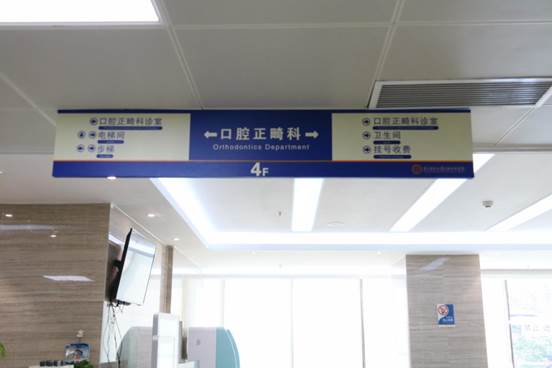 口腔正畸科诊室
电梯间
步梯
口腔正畸科
Orthodontics Department
4F
口腔正畸科诊室
卫生间
挂号收费